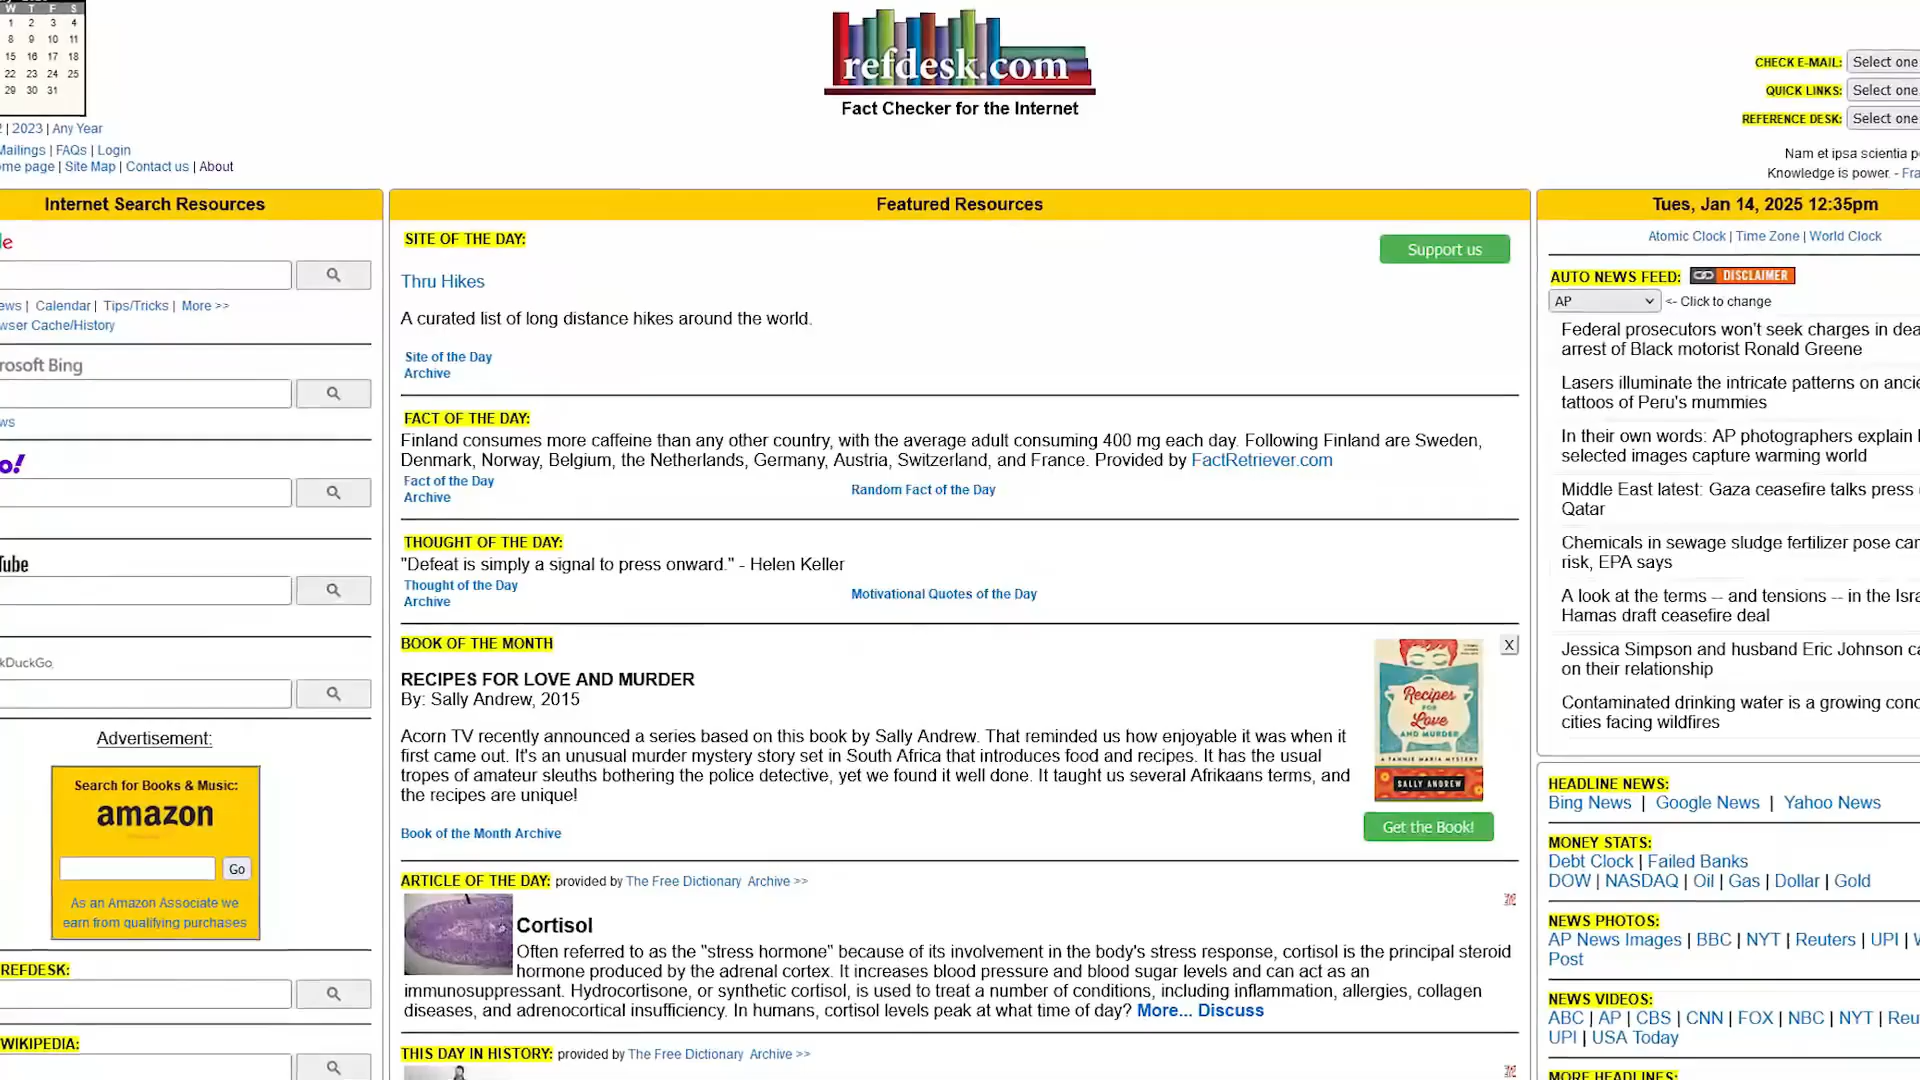 W T F S
1 2 3 4
8 9 10 11
15 16 17 18
22 23 24 25
29 30 31
| 2023 | Any Year
Mailings | FAQs | Login
ome page | Site Map | Contact us | About
refdesk.com
Fact Checker for the Internet
CHECK E-MAIL: Select one
QUICK LINKS: Select one
REFERENCE DESK: Select one
Nam et ipsa scientia p
Knowledge is power. - Fra
Internet Search Resources
le
ews | Calendar | Tips/Tricks | More >>
wser Cache/History
rosoft Bing
ws
o!
Tube
kDuckGo
Advertisement:
Search for Books & Music:
amazon
Go
As an Amazon Associate we
earn from qualifying purchases
REFDESK:
WIKIPEDIA:
Featured Resources
SITE OF THE DAY:
Support us
Thru Hikes
A curated list of long distance hikes around the world.
Site of the Day
Archive
FACT OF THE DAY:
Finland consumes more caffeine than any other country, with the average adult consuming 400 mg each day. Following Finland are Sweden,
Denmark, Norway, Belgium, the Netherlands, Germany, Austria, Switzerland, and France. Provided by FactRetriever.com
Fact of the Day
Archive
Random Fact of the Day
THOUGHT OF THE DAY:
"Defeat is simply a signal to press onward." - Helen Keller
Thought of the Day
Archive
Motivational Quotes of the Day
BOOK OF THE MONTH
X
RECIPES FOR LOVE AND MURDER
By: Sally Andrew, 2015
Acorn TV recently announced a series based on this book by Sally Andrew. That reminded us how enjoyable it was when it
first came out. It's an unusual murder mystery story set in South Africa that introduces food and recipes. It has the usual
tropes of amateur sleuths bothering the police detective, yet we found it well done. It taught us several Afrikaans terms, and
the recipes are unique!
Recipes
FOR
Love
AND MURDER
A TANNIE MARIA MYSTERY
SALLY ANDREW
Get the Book!
Book of the Month Archive
ARTICLE OF THE DAY: provided by The Free Dictionary Archive >>
Cortisol
Often referred to as the "stress hormone" because of its involvement in the body's stress response, cortisol is the principal steroid
hormone produced by the adrenal cortex. It increases blood pressure and blood sugar levels and can act as an
immunosuppressant. Hydrocortisone, or synthetic cortisol, is used to treat a number of conditions, including inflammation, allergies, collagen
diseases, and adrenocortical insufficiency. In humans, cortisol levels peak at what time of day? More... Discuss
THIS DAY IN HISTORY: provided by The Free Dictionary Archive >>
Tues, Jan 14, 2025 12:35pm
Atomic Clock | Time Zone | World Clock
AUTO NEWS FEED: DISCLAIMER
AP <- Click to change
Federal prosecutors won't seek charges in dea
arrest of Black motorist Ronald Greene
Lasers illuminate the intricate patterns on ancie
tattoos of Peru's mummies
In their own words: AP photographers explain
selected images capture warming world
Middle East latest: Gaza ceasefire talks press
Qatar
Chemicals in sewage sludge fertilizer pose can
risk, EPA says
A look at the terms -- and tensions -- in the Isra
Hamas draft ceasefire deal
Jessica Simpson and husband Eric Johnson ca
on their relationship
Contaminated drinking water is a growing conc
cities facing wildfires
HEADLINE NEWS:
Bing News | Google News | Yahoo News
MONEY STATS:
Debt Clock | Failed Banks
DOW | NASDAQ | Oil | Gas | Dollar | Gold
NEWS PHOTOS:
AP News Images | BBC | NYT | Reuters | UPI | W
Post
NEWS VIDEOS:
ABC | AP | CBS | CNN | FOX | NBC | NYT | Reu
UPI | USA Today
MORE HEADLINES: